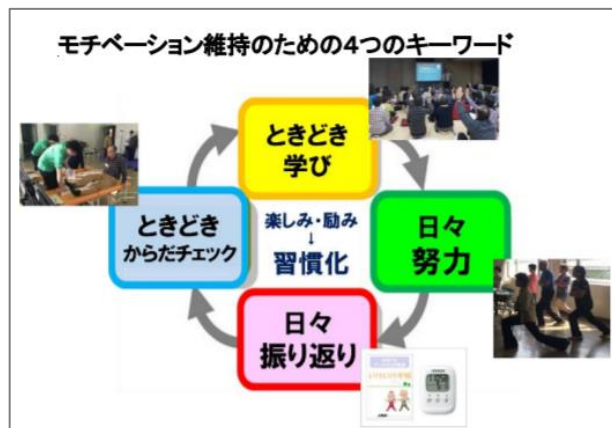 モチベーション維持のための4つのキーワード
ときどき
学び
日々
努力
日々
振り返り
ときどき
からだチェック
楽しみ・励み
↓
習慣化